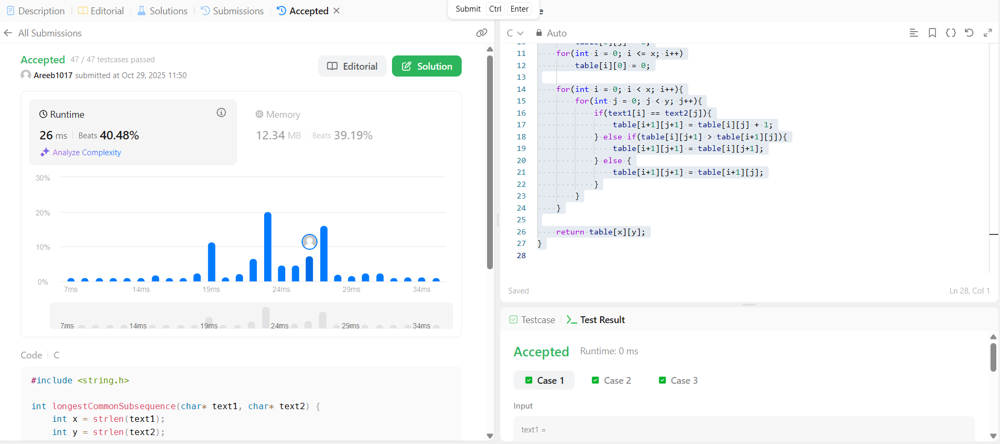 Description
Editorial
Solutions
Submissions
Accepted
All Submissions
Accepted 47 / 47 testcases passed
Areeb1017 submitted at Oct 29, 2025 11:50
Editorial
Solution
Runtime
26 ms Beats 40.48%
Analyze Complexity
Memory
12.34 MB Beats 39.19%
30%
20%
10%
0%
7ms 14ms 19ms 24ms 29ms 34ms
7ms 14ms 19ms 24ms 29ms 34ms
Code C
#include <string.h>
int longestCommonSubsequence(char* text1, char* text2) {
    int x = strlen(text1);
    int y = strlen(text2);
Submit Ctrl Enter
C Auto
11     for(int i = 0; i <= x; i++)
12         table[i][0] = 0;
13
14     for(int i = 0; i < x; i++){
15         for(int j = 0; j < y; j++){
16             if(text1[i] == text2[j]){
17                 table[i+1][j+1] = table[i][j] + 1;
18             } else if(table[i][j+1] > table[i+1][j]){
19                 table[i+1][j+1] = table[i][j+1];
20             } else {
21                 table[i+1][j+1] = table[i+1][j];
22             }
23         }
24     }
25
26     return table[x][y];
27 }
28
Saved
Ln 28, Col 1
Testcase
Test Result
Accepted Runtime: 0 ms
Case 1
Case 2
Case 3
Input
text1 =